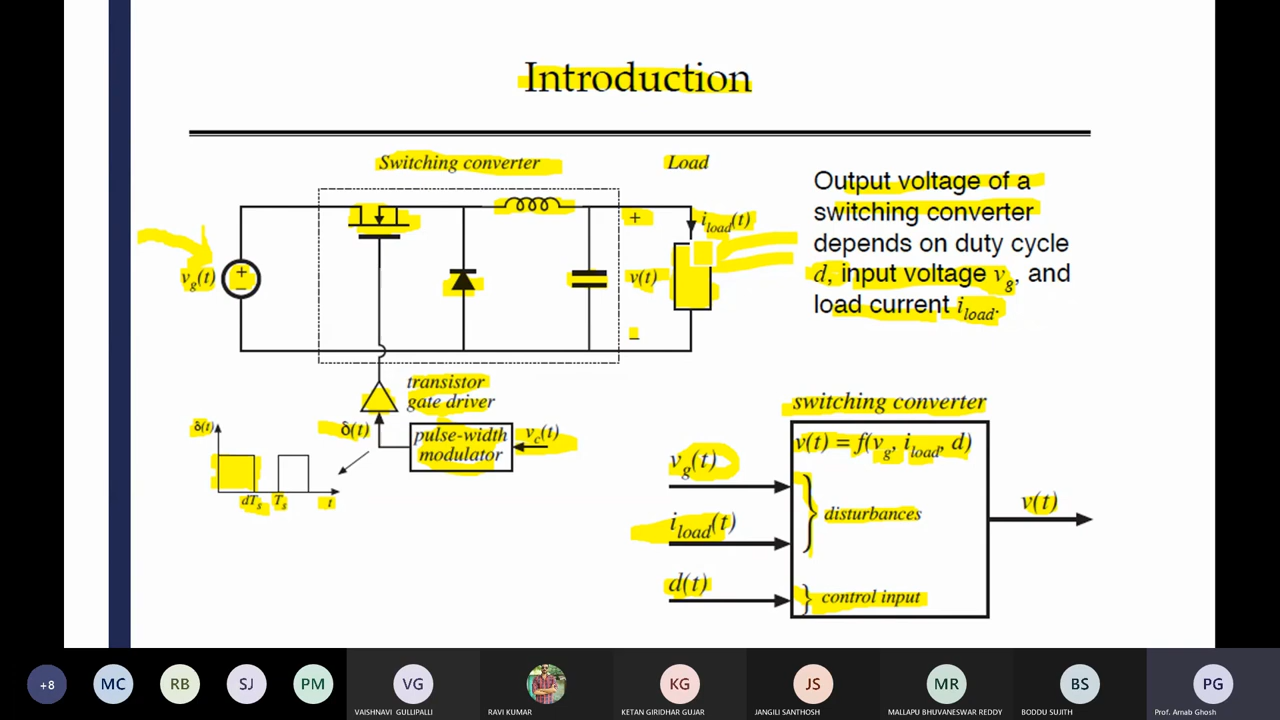 Introduction
Switching converter
Load
+
i_load(t)
v_g(t)
+
–
v(t)
–
Output voltage of a
switching converter
depends on duty cycle
d, input voltage v_g, and
load current i_load.
transistor
gate driver
δ(t)
pulse-width
modulator
v_c(t)
δ(t)
dT_s T_s t
switching converter
v(t) = f(v_g, i_load, d)
v_g(t)
i_load(t)
} disturbances
d(t)
} control input
v(t)
+8
MC
RB
SJ
PM
VG
KG
JS
MR
BS
PG
VAISHNAVI GULLIPALLI
RAVI KUMAR
KETAN GIRIDHAR GUJAR
JANGILI SANTHOSH
MALLAPU BHUVANESWAR REDDY
BODDU SUJITH
Prof. Arnab Ghosh